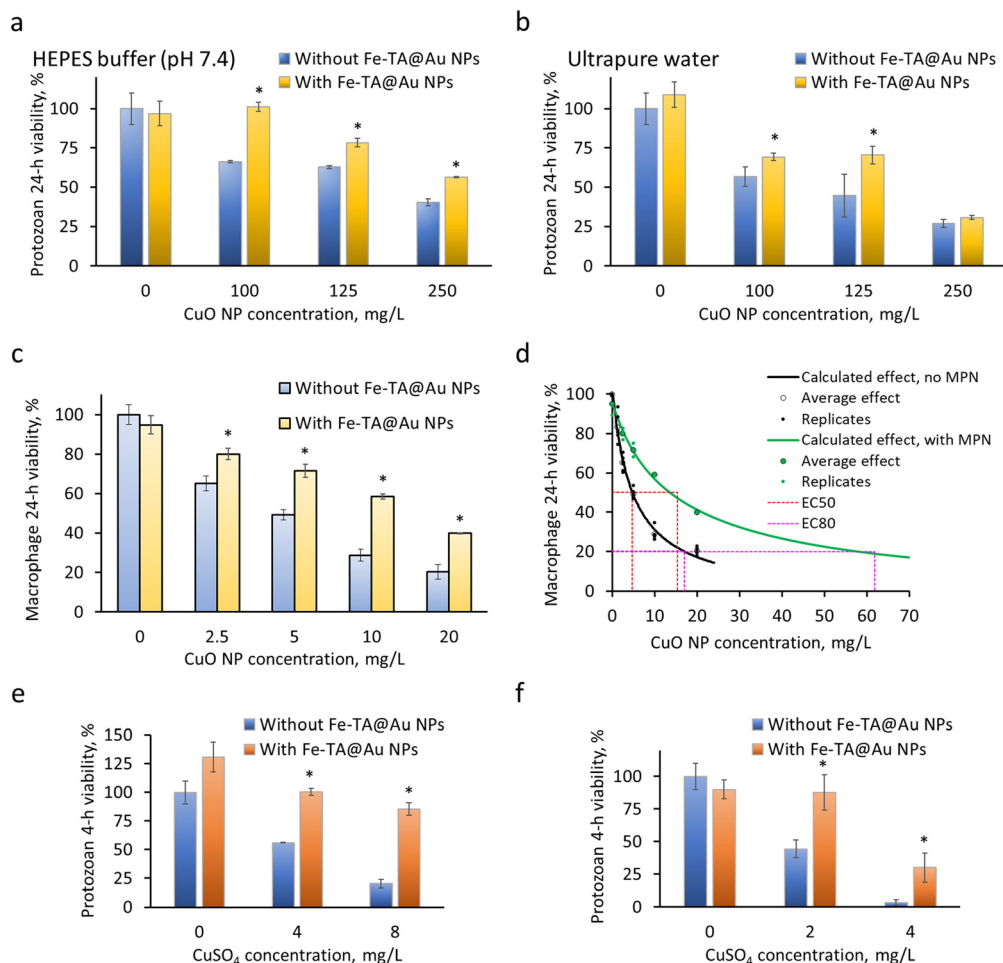 a
HEPES buffer (pH 7.4)
Without Fe-TA@Au NPs
With Fe-TA@Au NPs
Protozoan 24-h viability, %
100
75
50
25
0
* * *
0 100 125 250
CuO NP concentration, mg/L
b
Ultrapure water
Without Fe-TA@Au NPs
With Fe-TA@Au NPs
Protozoan 24-h viability, %
100
75
50
25
0
* *
0 100 125 250
CuO NP concentration, mg/L
c
Without Fe-TA@Au NPs
With Fe-TA@Au NPs
Macrophage 24-h viability, %
100
80
60
40
20
0
* * * *
0 2.5 5 10 20
CuO NP concentration, mg/L
d
Calculated effect, no MPN
Average effect
Replicates
Calculated effect, with MPN
Average effect
Replicates
EC50
EC80
Macrophage 24-h viability, %
100
80
60
40
20
0
0 10 20 30 40 50 60 70
CuO NP concentration, mg/L
e
Without Fe-TA@Au NPs
With Fe-TA@Au NPs
Protozoan 4-h viability, %
150
125
100
75
50
25
0
* *
0 4 8
CuSO₄ concentration, mg/L
f
Without Fe-TA@Au NPs
With Fe-TA@Au NPs
Protozoan 4-h viability, %
100
75
50
25
0
* *
0 2 4
CuSO₄ concentration, mg/L